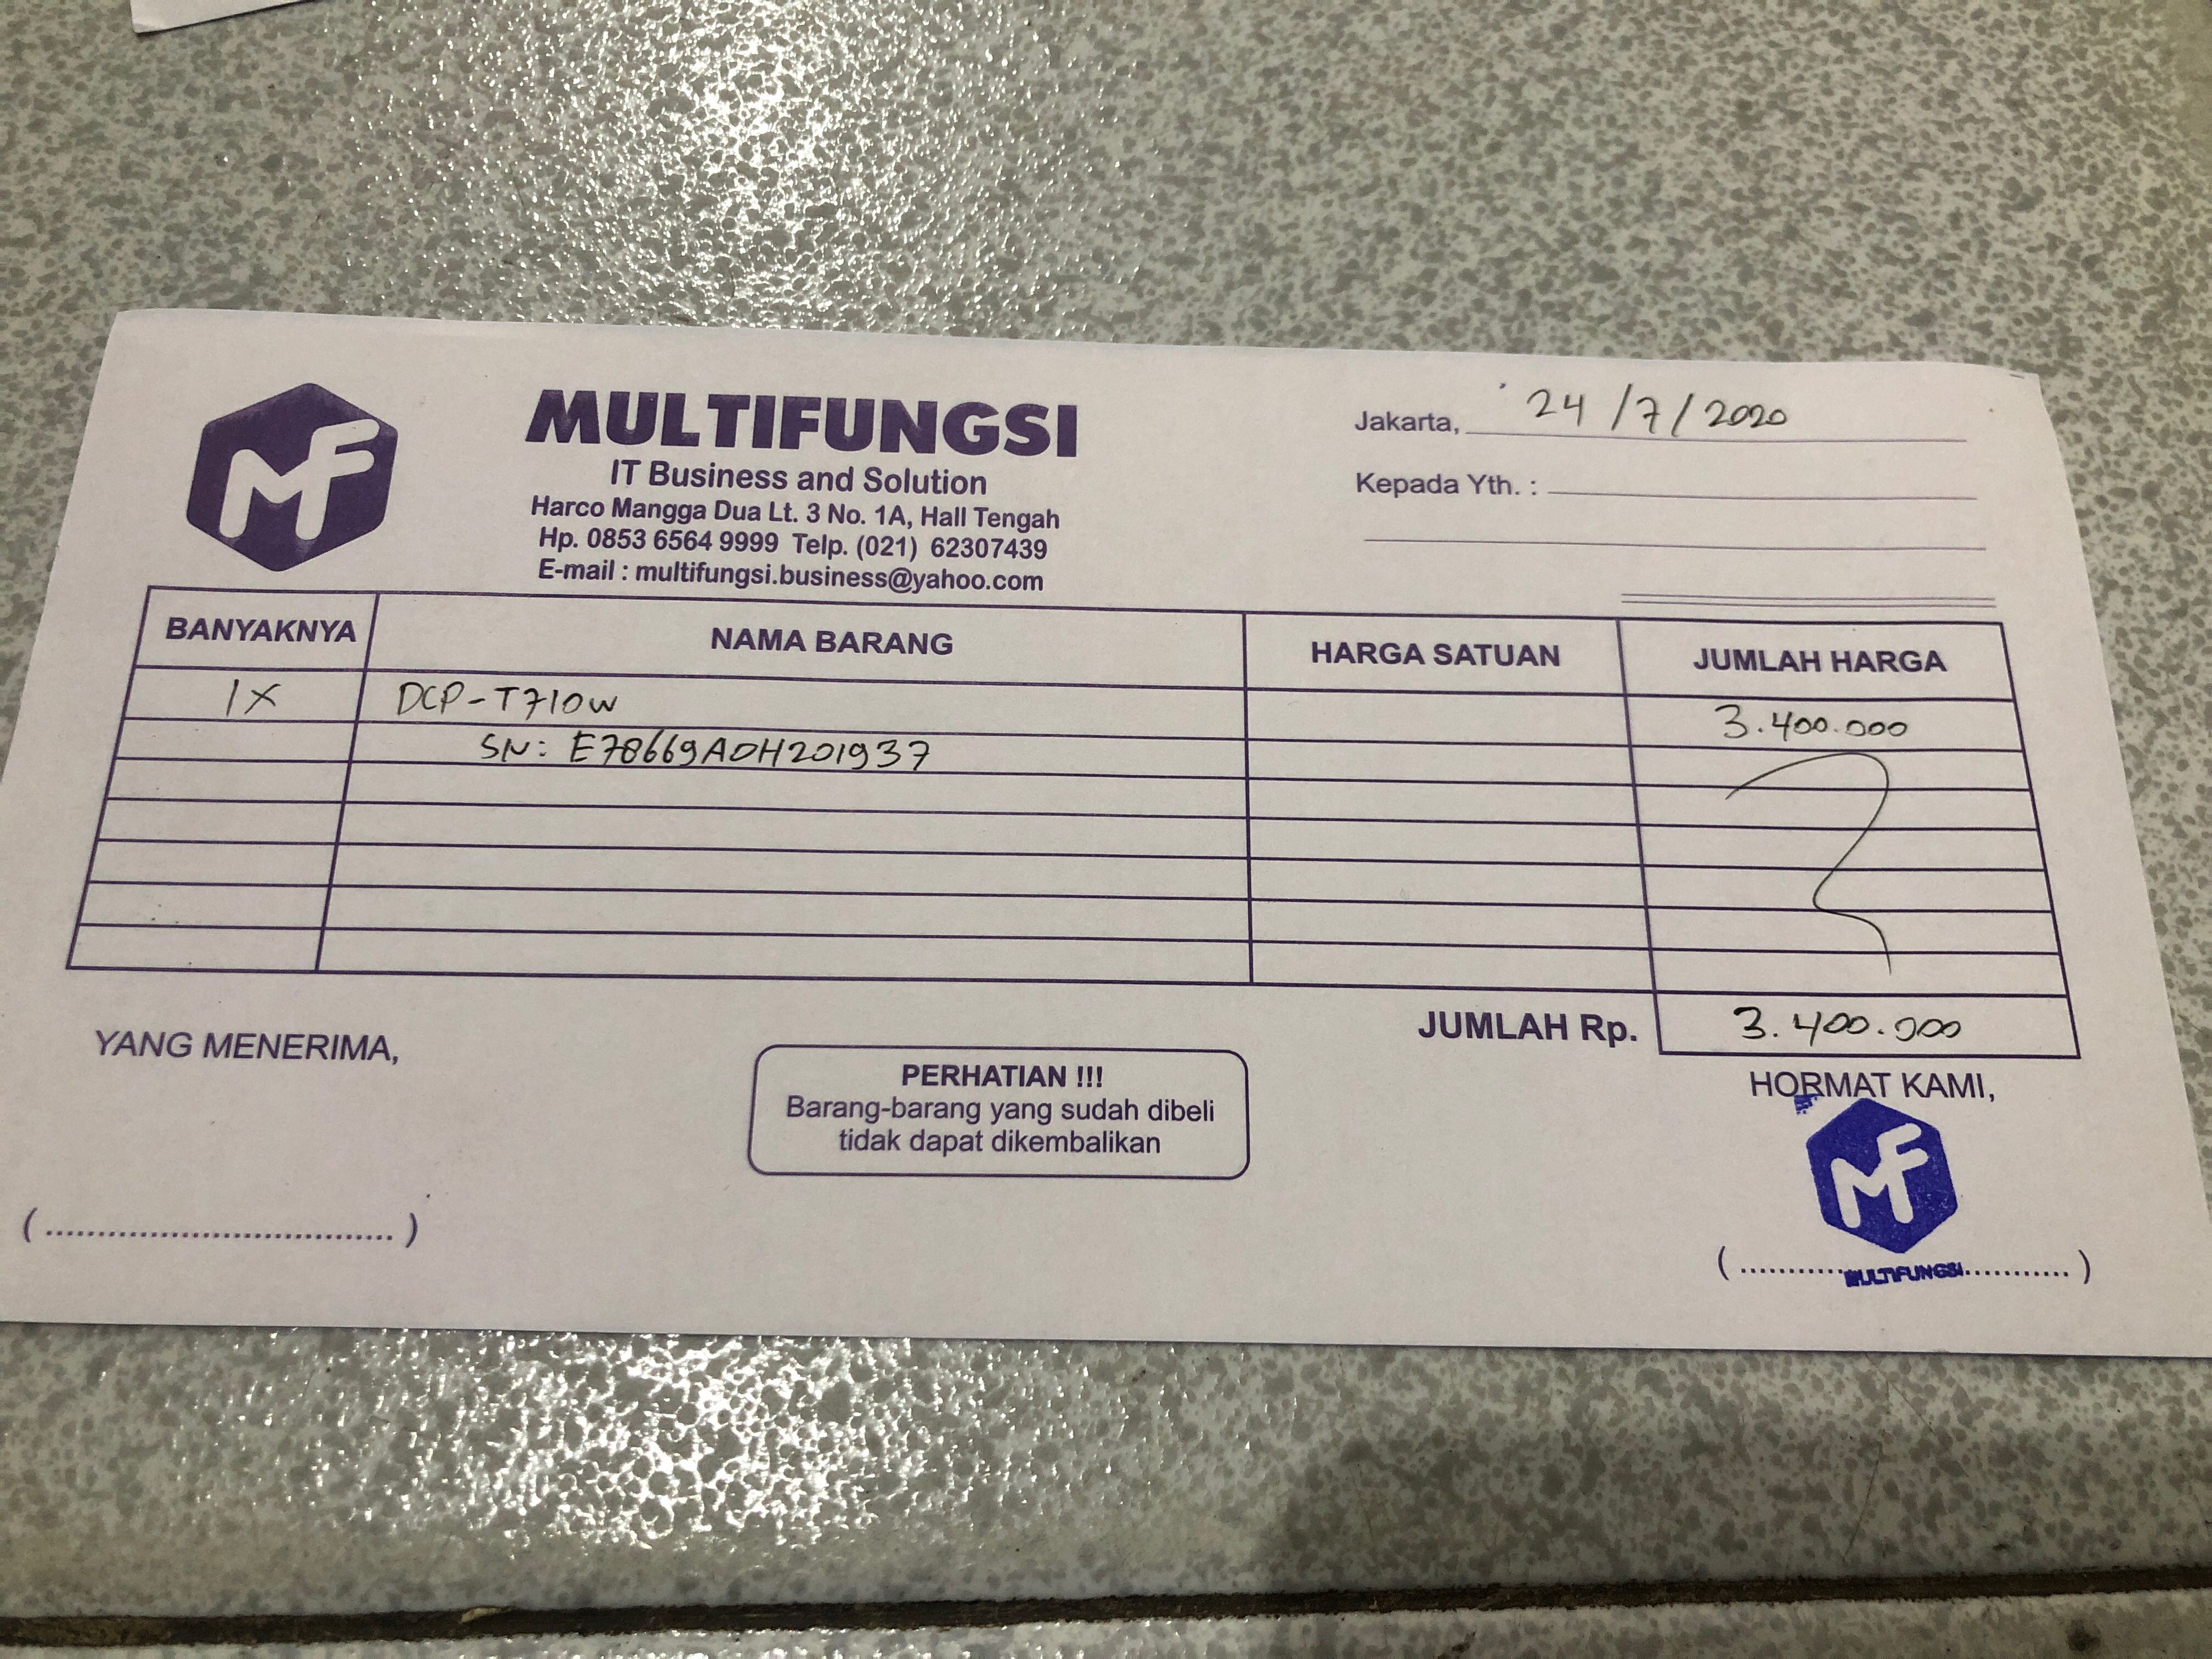 MF
MULTIFUNGSI
IT Business and Solution
Harco Mangga Dua Lt. 3 No. 1A, Hall Tengah
Hp. 0853 6564 9999 Telp. (021) 62307439
E-mail : multifungsi.business@yahoo.com
Jakarta, 24/7/2020
Kepada Yth. :
BANYAKNYA NAMA BARANG HARGA SATUAN JUMLAH HARGA
1X DCP-T710W 3.400.000
SN: E78669A0H201937
JUMLAH Rp. 3.400.000
YANG MENERIMA,
PERHATIAN !!!
Barang-barang yang sudah dibeli
tidak dapat dikembalikan
HORMAT KAMI,
MF
MULTIFUNGSI